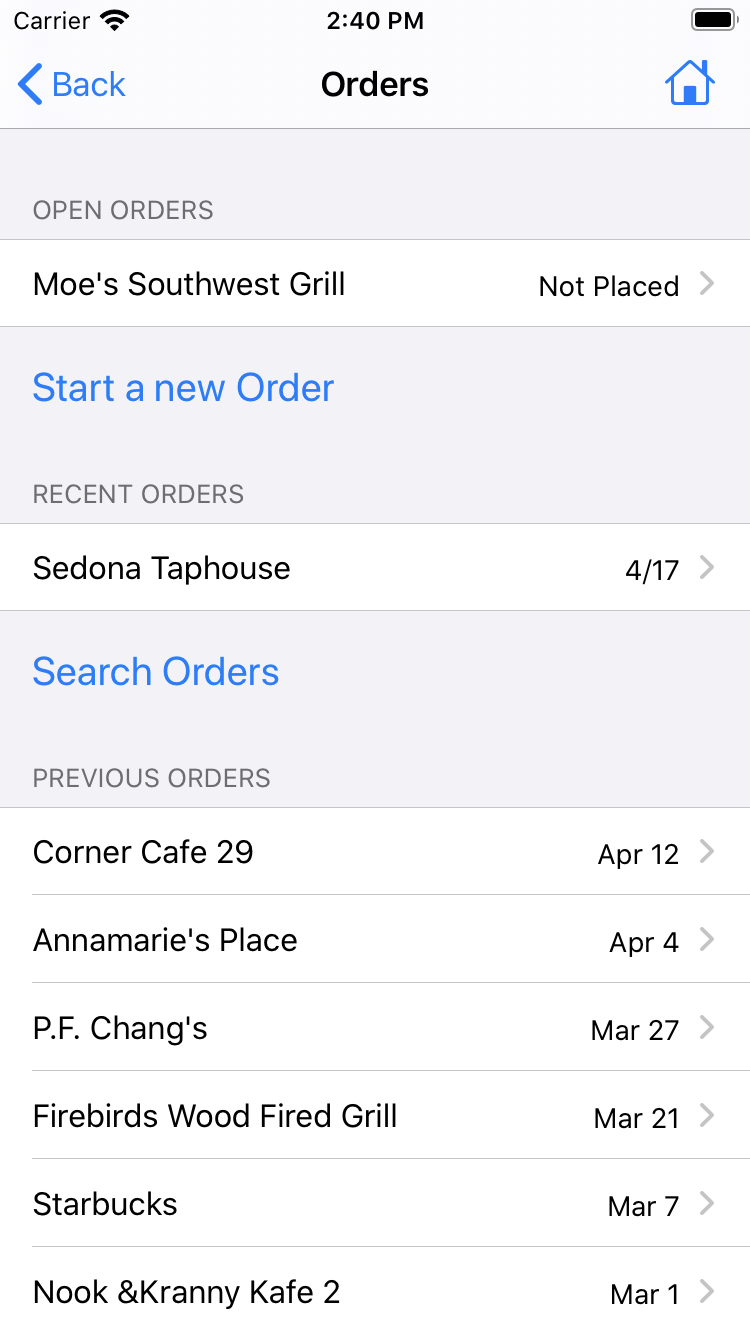 Carrier 2:40 PM
Back Orders
OPEN ORDERS
Moe's Southwest Grill Not Placed
Start a new Order
RECENT ORDERS
Sedona Taphouse 4/17
Search Orders
PREVIOUS ORDERS
Corner Cafe 29 Apr 12
Annamarie's Place Apr 4
P.F. Chang's Mar 27
Firebirds Wood Fired Grill Mar 21
Starbucks Mar 7
Nook &Kranny Kafe 2 Mar 1